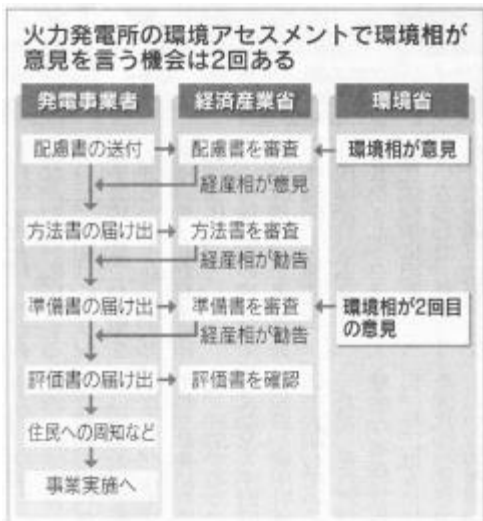 火力発電所の環境アセスメントで環境相が
意見を言う機会は2回ある
発電事業者
経済産業省
環境省
配慮書の送付
配慮書を審査
環境相が意見
経産相が意見
方法書の届け出
方法書を審査
経産相が勧告
準備書の届け出
準備書を審査
環境相が2回目
の意見
経産相が勧告
評価書の届け出
評価書を確認
住民への周知など
事業実施へ